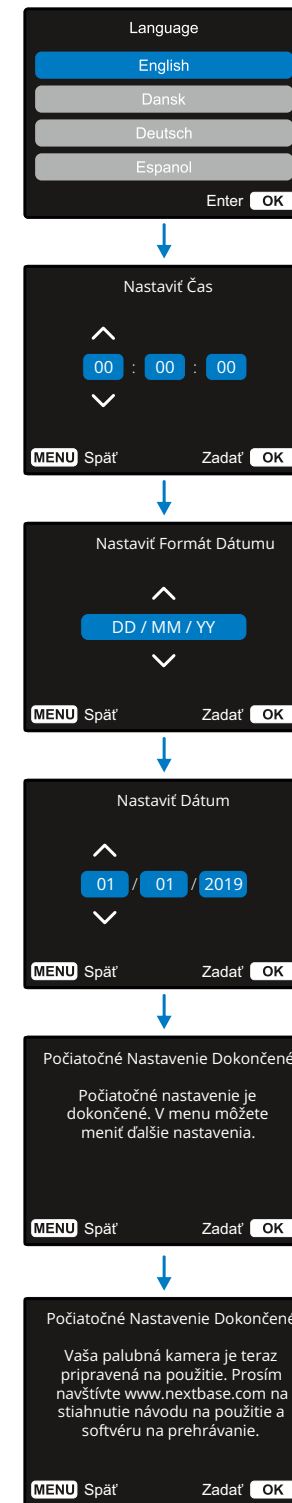 Language
English
Dansk
Deutsch
Espanol
Enter OK
Nastaviť Čas
00 : 00 : 00
MENU Späť Zadať OK
Nastaviť Formát Dátumu
DD / MM / YY
MENU Späť Zadať OK
Nastaviť Dátum
01 / 01 / 2019
MENU Späť Zadať OK
Počiatočné Nastavenie Dokončené
Počiatočné nastavenie je
dokončené. V menu môžete
meniť ďalšie nastavenia.
MENU Späť Zadať OK
Počiatočné Nastavenie Dokončené
Vaša palubná kamera je teraz
pripravená na použitie. Prosím
navštívte www.nextbase.com na
stiahnutie návodu na použitie a
softvéru na prehrávanie.
MENU Späť Zadať OK